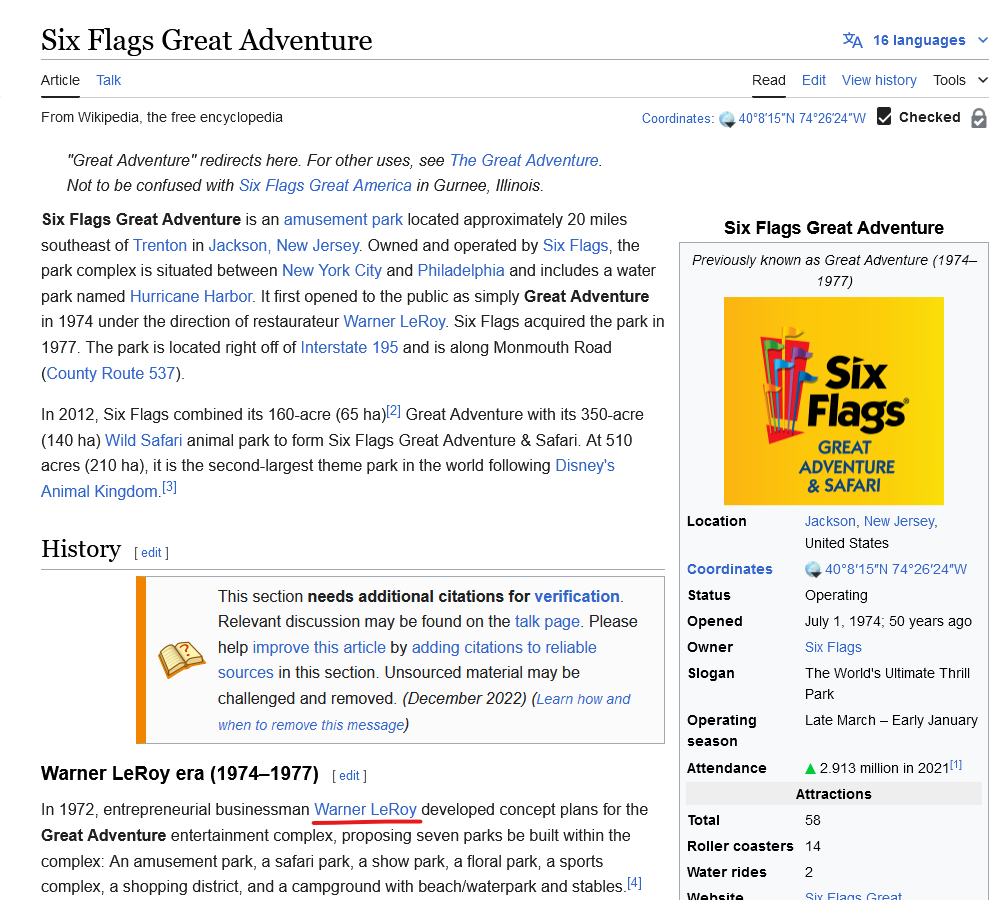 Six Flags Great Adventure
16 languages
Article Talk
Read Edit View history Tools
From Wikipedia, the free encyclopedia
Coordinates: 40°8′15″N 74°26′24″W Checked
"Great Adventure" redirects here. For other uses, see The Great Adventure.
Not to be confused with Six Flags Great America in Gurnee, Illinois.
Six Flags Great Adventure is an amusement park located approximately 20 miles
southeast of Trenton in Jackson, New Jersey. Owned and operated by Six Flags, the
park complex is situated between New York City and Philadelphia and includes a water
park named Hurricane Harbor. It first opened to the public as simply Great Adventure
in 1974 under the direction of restaurateur Warner LeRoy. Six Flags acquired the park in
1977. The park is located right off of Interstate 195 and is along Monmouth Road
(County Route 537).
In 2012, Six Flags combined its 160-acre (65 ha)[2] Great Adventure with its 350-acre
(140 ha) Wild Safari animal park to form Six Flags Great Adventure & Safari. At 510
acres (210 ha), it is the second-largest theme park in the world following Disney's
Animal Kingdom.[3]
History [ edit ]
This section needs additional citations for verification.
Relevant discussion may be found on the talk page. Please
help improve this article by adding citations to reliable
sources in this section. Unsourced material may be
challenged and removed. (December 2022) (Learn how and
when to remove this message)
Warner LeRoy era (1974–1977) [ edit ]
In 1972, entrepreneurial businessman Warner LeRoy developed concept plans for the
Great Adventure entertainment complex, proposing seven parks be built within the
complex: An amusement park, a safari park, a show park, a floral park, a sports
complex, a shopping district, and a campground with beach/waterpark and stables.[4]
Six Flags Great Adventure
Previously known as Great Adventure (1974–
1977)
Six
Flags®
GREAT
ADVENTURE
& SAFARI
Location Jackson, New Jersey,
United States
Coordinates 40°8′15″N 74°26′24″W
Status Operating
Opened July 1, 1974; 50 years ago
Owner Six Flags
Slogan The World's Ultimate Thrill
Park
Operating Late March – Early January
season
Attendance ▲ 2.913 million in 2021[1]
Attractions
Total 58
Roller coasters 14
Water rides 2
Website Six Flags Great